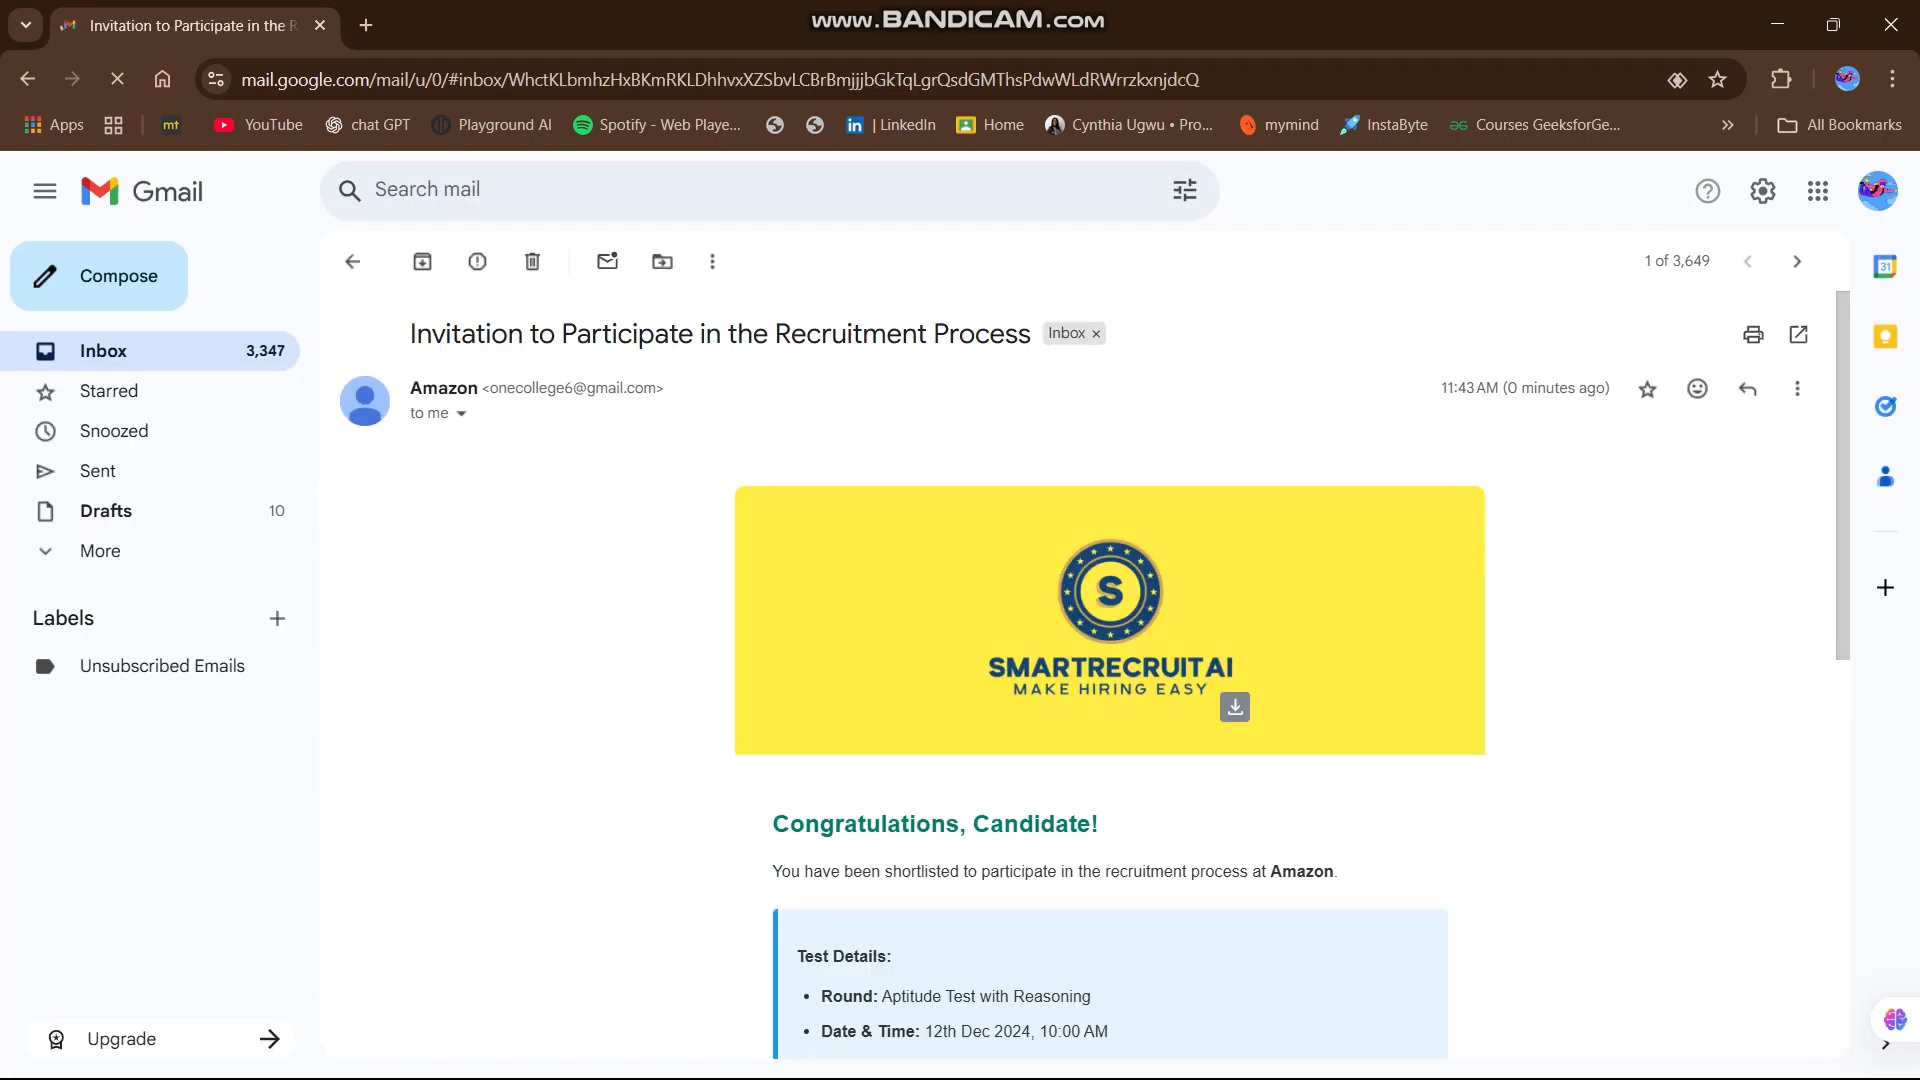 www.BANDICAM.com
Invitation to Participate in the R
mail.google.com/mail/u/0/#inbox/WhctKLbmhzHxBKmRKLDhhvxXZSbvLCBrBmjjjbGkTqLgrQsdGMThsPdwWLdRWrrzkxnjdcQ
Apps
mt
YouTube
chat GPT
Playground AI
Spotify - Web Playe...
| LinkedIn
Home
Cynthia Ugwu • Pro...
mymind
InstaByte
Courses GeeksforGe...
All Bookmarks
Gmail
Search mail
Compose
1 of 3,649
31
Invitation to Participate in the Recruitment Process
Inbox
Inbox 3,347
Starred
Snoozed
Sent
Drafts 10
More
Labels
Unsubscribed Emails
Upgrade
Amazon <onecollege6@gmail.com>
11:43 AM (0 minutes ago)
to me
S
SMARTRECRUITAI
MAKE HIRING EASY
Congratulations, Candidate!
You have been shortlisted to participate in the recruitment process at Amazon.
Test Details:
• Round: Aptitude Test with Reasoning
• Date & Time: 12th Dec 2024, 10:00 AM